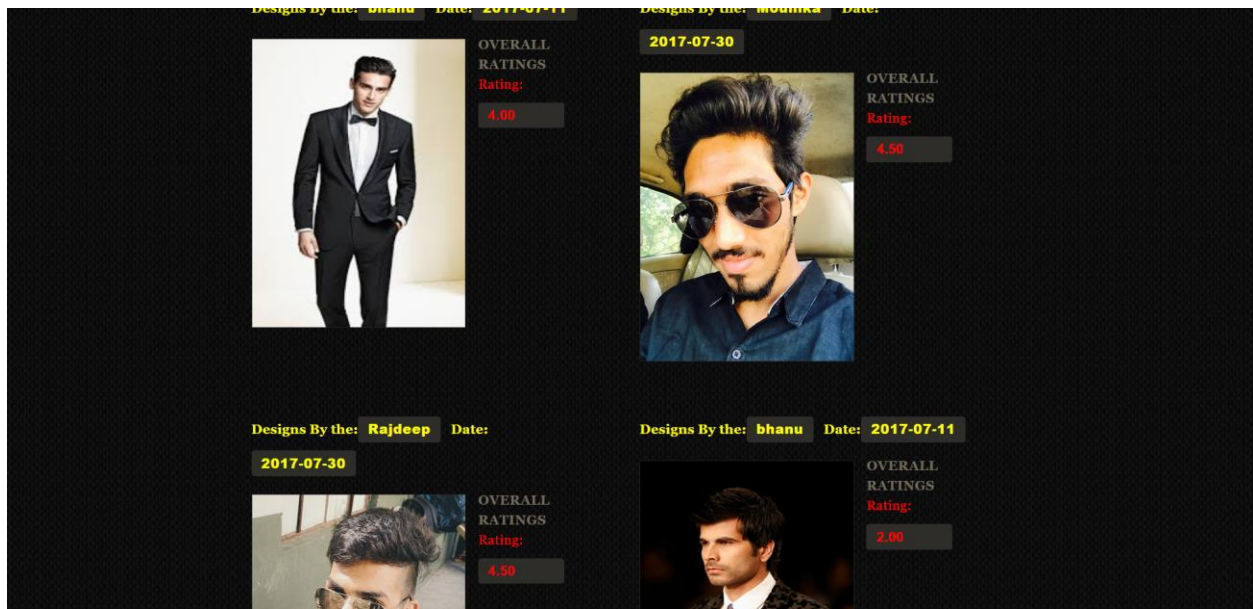 Designs By the: bhanu Date: 2017-07-11
OVERALL
RATINGS
Rating:
4.00
Designs By the: Mounika Date:
2017-07-30
OVERALL
RATINGS
Rating:
4.50
Designs By the: Rajdeep Date:
2017-07-30
OVERALL
RATINGS
Rating:
4.50
Designs By the: bhanu Date: 2017-07-11
OVERALL
RATINGS
Rating:
2.00